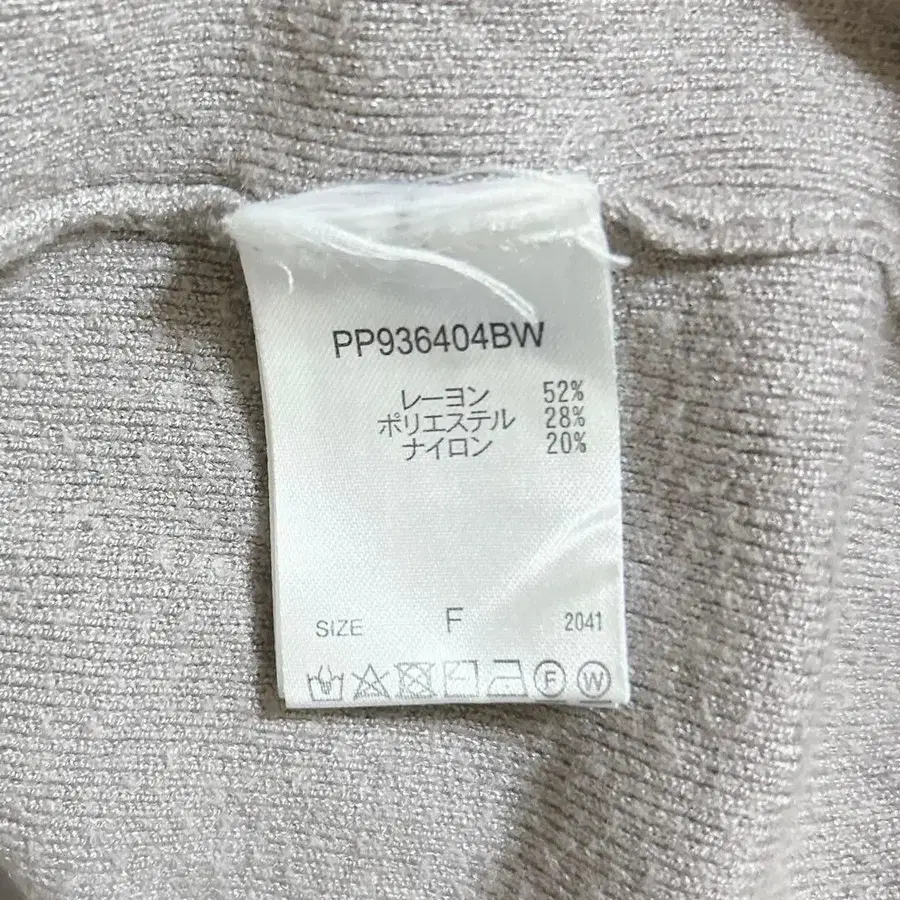 PP936404BW
レーヨン 52%
ポリエステル 28%
ナイロン 20%
SIZE F 2041
F W